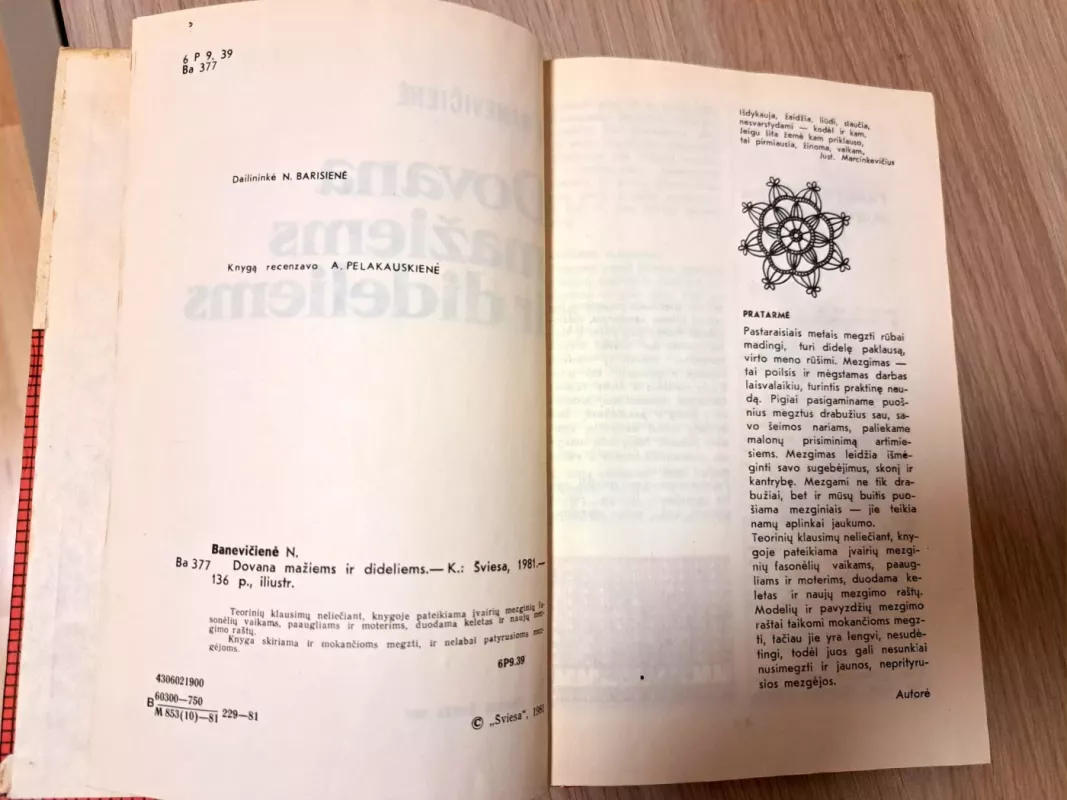 6 P 9. 39
Ba 377
Dailininkė N. BARISIENĖ
Knygą recenzavo A. PELAKAUSKIENĖ
Banevičienė N.
Ba 377 Dovana mažiems ir dideliems.— K.: Šviesa, 1981.—
136 p., iliustr.
Teorinių klausimų neliečiant, knygoje pateikiama įvairių mezginių fa-
sonėlių vaikams, paaugliams ir moterims, duodama keletas ir naujų mez-
gimo raštų.
Knyga skiriama ir mokančioms megzti, ir nelabai patyrusioms mez-
gėjoms.
6P9.39
4306021900
B 60300—750
M 853(10)—81 229—81
© „Šviesa", 1981
Išdykauja, žaidžia, liūdi, siaučia,
nesvarstydami — kodėl ir kam.
Jeigu šita žemė kam priklauso,
tai pirmiausia, žinoma, vaikam.
Just. Marcinkevičius
PRATARMĖ
Pastaraisiais metais megzti rūbai
madingi, turi didelę paklausą,
virto meno rūšimi. Mezgimas —
tai poilsis ir mėgstamas darbas
laisvalaikiu, turintis praktinę nau-
dą. Pigiai pasigaminame puoš-
nius megztus drabužius sau, sa-
vo šeimos nariams, paliekame
malonų prisiminimą artimie-
siems. Mezgimas leidžia išmė-
ginti savo sugebėjimus, skonį ir
kantrybę. Mezgami ne tik dra-
bužiai, bet ir mūsų buitis puo-
šiama mezginiais — jie teikia
namų aplinkai jaukumo.
Teorinių klausimų neliečiant, kny-
goje pateikiama įvairių mezgi-
nių fasonėlių vaikams, paaug-
liams ir moterims, duodama ke-
letas ir naujų mezgimo raštų.
Modelių ir pavyzdžių mezgimo
raštai taikomi mokančioms megz-
ti, tačiau jie yra lengvi, nesudė-
tingi, todėl juos gali nesunkiai
nusimegzti ir jaunos, neprityru-
sios mezgėjos.
Autorė